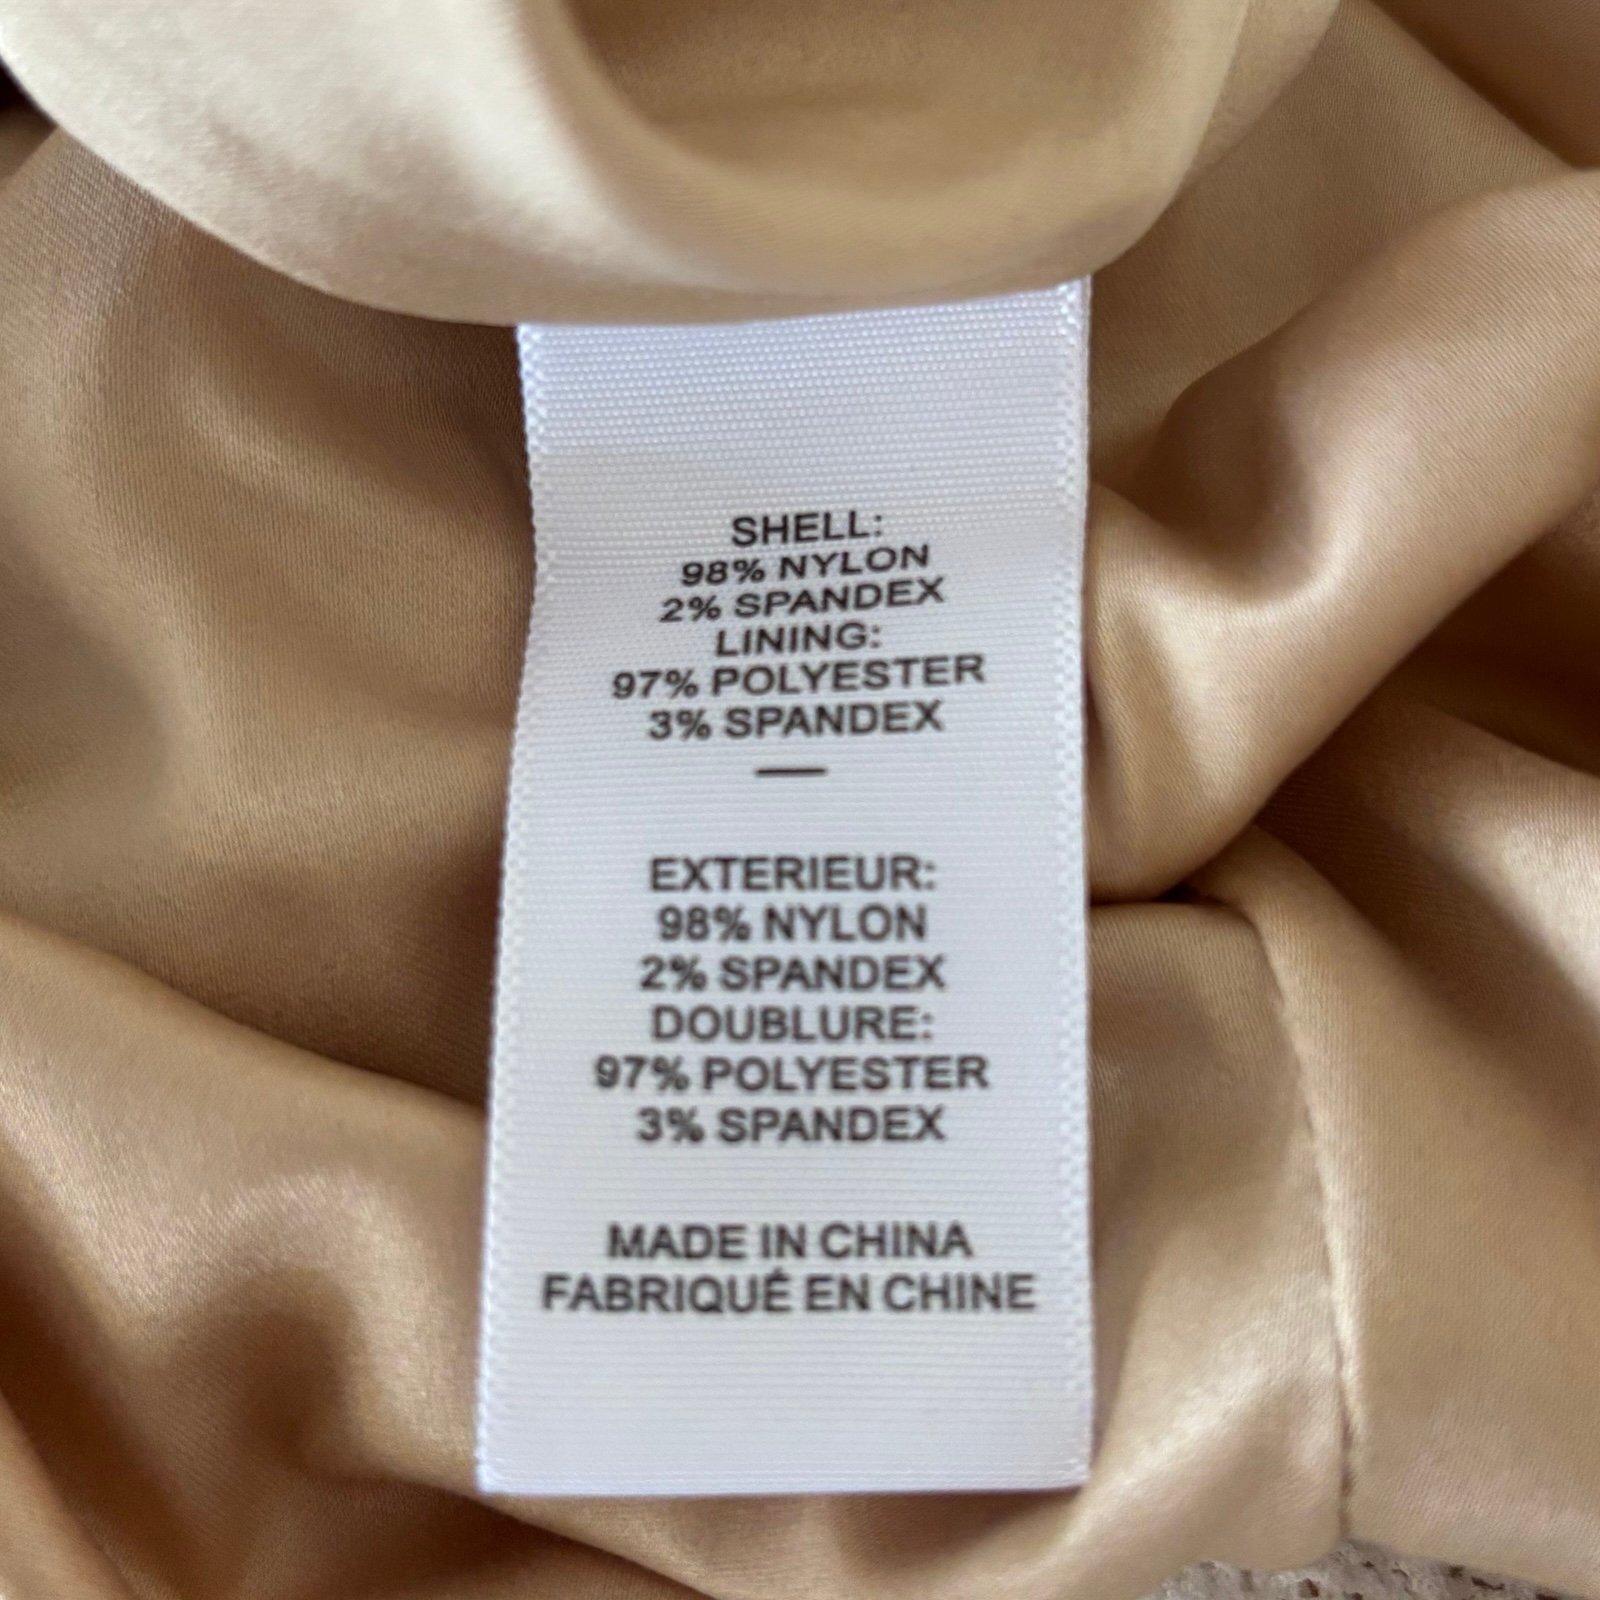 SHELL:
98% NYLON
2% SPANDEX
LINING:
97% POLYESTER
3% SPANDEX
—
EXTERIEUR:
98% NYLON
2% SPANDEX
DOUBLURE:
97% POLYESTER
3% SPANDEX
MADE IN CHINA
FABRIQUÉ EN CHINE